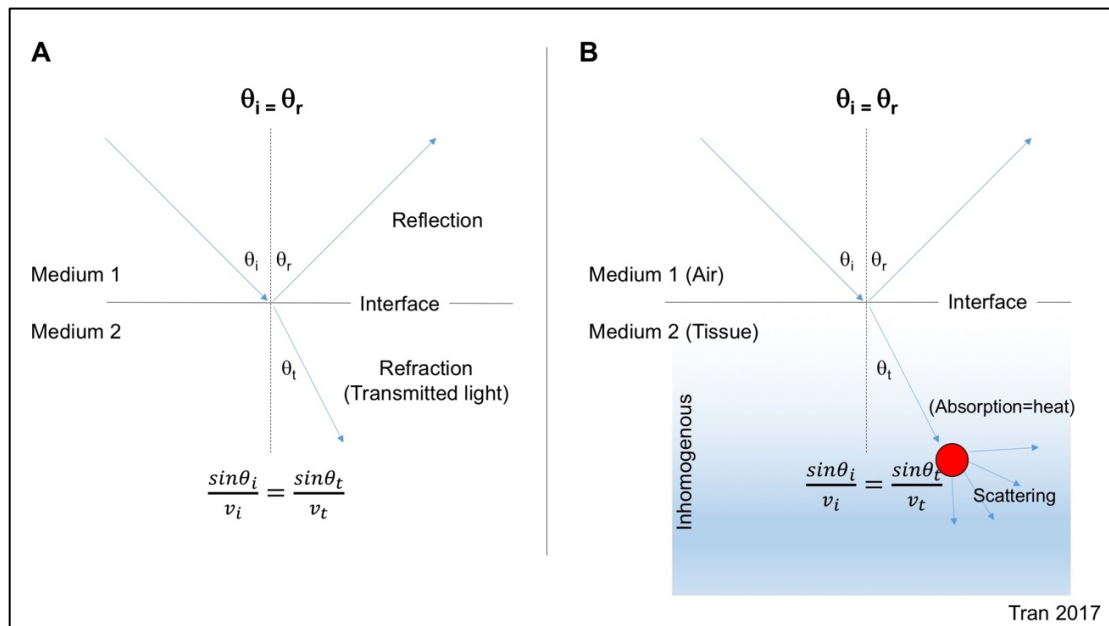 A
θi = θr
Reflection
θi
θr
Medium 1
Interface
Medium 2
θt
Refraction
(Transmitted light)
sinθi/vi = sinθt/vt
B
θi = θr
θi
θr
Medium 1 (Air)
Interface
Medium 2 (Tissue)
θt
(Absorption=heat)
Inhomogenous
sinθi/vi = sinθt/vt
Scattering
Tran 2017